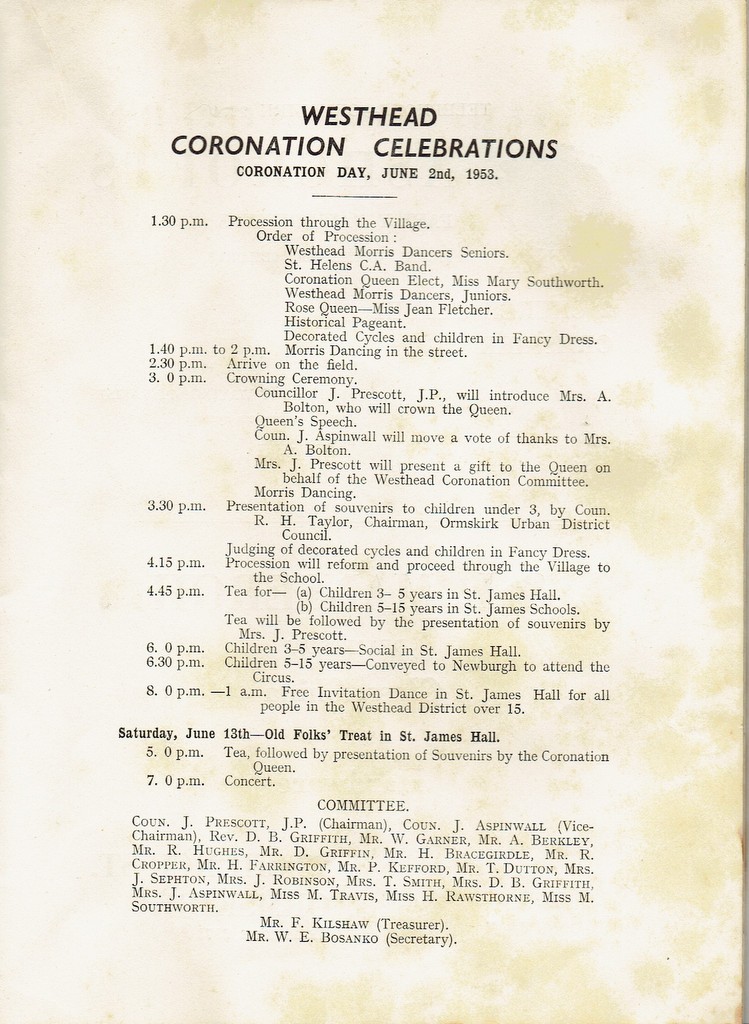 WESTHEAD
CORONATION CELEBRATIONS
CORONATION DAY, JUNE 2nd, 1953.
1.30 p.m. Procession through the Village.
Order of Procession :
Westhead Morris Dancers Seniors.
St. Helens C.A. Band.
Coronation Queen Elect, Miss Mary Southworth.
Westhead Morris Dancers, Juniors.
Rose Queen—Miss Jean Fletcher.
Historical Pageant.
Decorated Cycles and children in Fancy Dress.
1.40 p.m. to 2 p.m. Morris Dancing in the street.
2.30 p.m. Arrive on the field.
3. 0 p.m. Crowning Ceremony.
Councillor J. Prescott, J.P., will introduce Mrs. A.
Bolton, who will crown the Queen.
Queen's Speech.
Coun. J. Aspinwall will move a vote of thanks to Mrs.
A. Bolton.
Mrs. J. Prescott will present a gift to the Queen on
behalf of the Westhead Coronation Committee.
Morris Dancing.
3.30 p.m. Presentation of souvenirs to children under 3, by Coun.
R. H. Taylor, Chairman, Ormskirk Urban District
Council.
Judging of decorated cycles and children in Fancy Dress.
4.15 p.m. Procession will reform and proceed through the Village to
the School.
4.45 p.m. Tea for— (a) Children 3– 5 years in St. James Hall.
(b) Children 5–15 years in St. James Schools.
Tea will be followed by the presentation of souvenirs by
Mrs. J. Prescott.
6. 0 p.m. Children 3–5 years—Social in St. James Hall.
6.30 p.m. Children 5–15 years—Conveyed to Newburgh to attend the
Circus.
8. 0 p.m. —1 a.m. Free Invitation Dance in St. James Hall for all
people in the Westhead District over 15.
Saturday, June 13th—Old Folks' Treat in St. James Hall.
5. 0 p.m. Tea, followed by presentation of Souvenirs by the Coronation
Queen.
7. 0 p.m. Concert.
COMMITTEE.
COUN. J. PRESCOTT, J.P. (Chairman), COUN. J. ASPINWALL (Vice-
Chairman), REV. D. B. GRIFFITH, MR. W. GARNER, MR. A. BERKLEY,
MR. R. HUGHES, MR. D. GRIFFIN, MR. H. BRACEGIRDLE, MR. R.
CROPPER, MR. H. FARRINGTON, MR. P. KEFFORD, MR. T. DUTTON, MRS.
J. SEPHTON, MRS. J. ROBINSON, MRS. T. SMITH, MRS. D. B. GRIFFITH,
MRS. J. ASPINWALL, MISS M. TRAVIS, MISS H. RAWSTHORNE, MISS M.
SOUTHWORTH.
MR. F. KILSHAW (Treasurer).
MR. W. E. BOSANKO (Secretary).